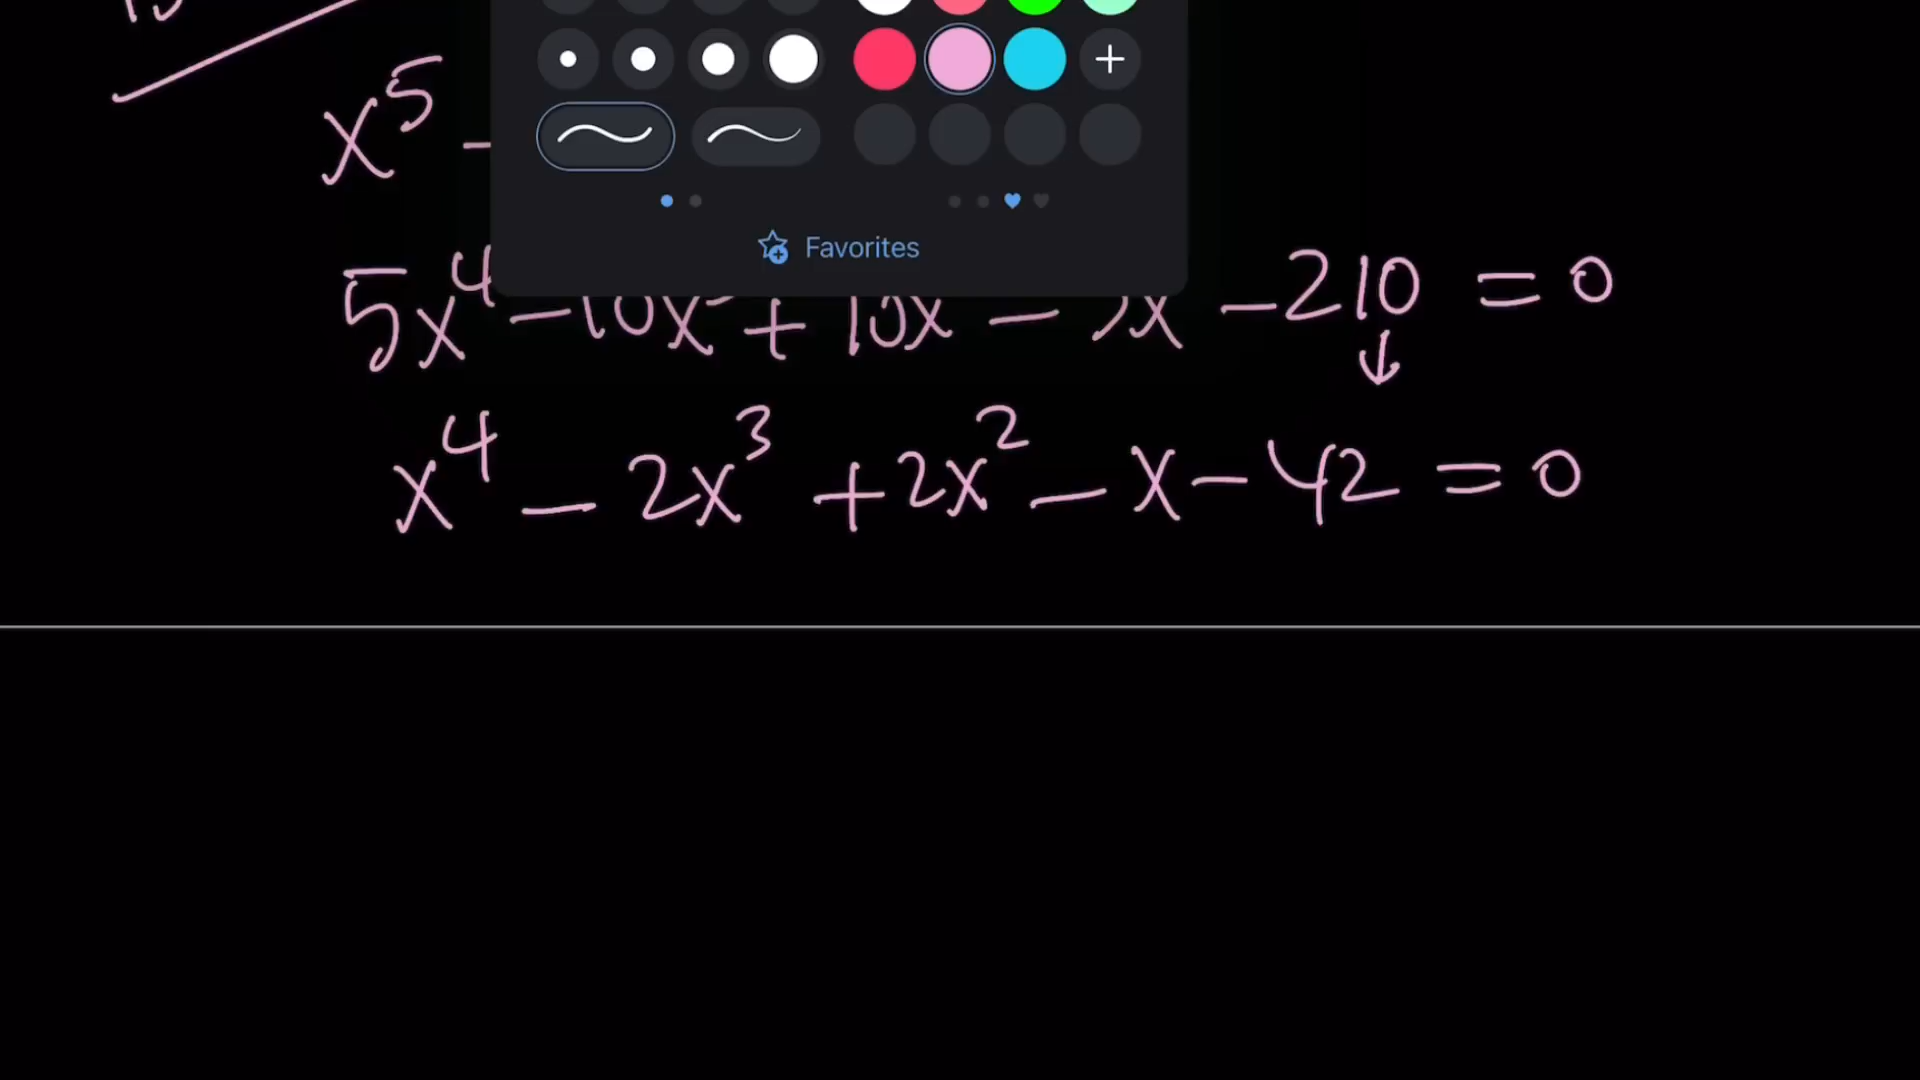 x⁵ -
Favorites
5x⁴ - 10x + 10x - x - 210 = 0
x⁴ - 2x³ + 2x² - x - 42 = 0